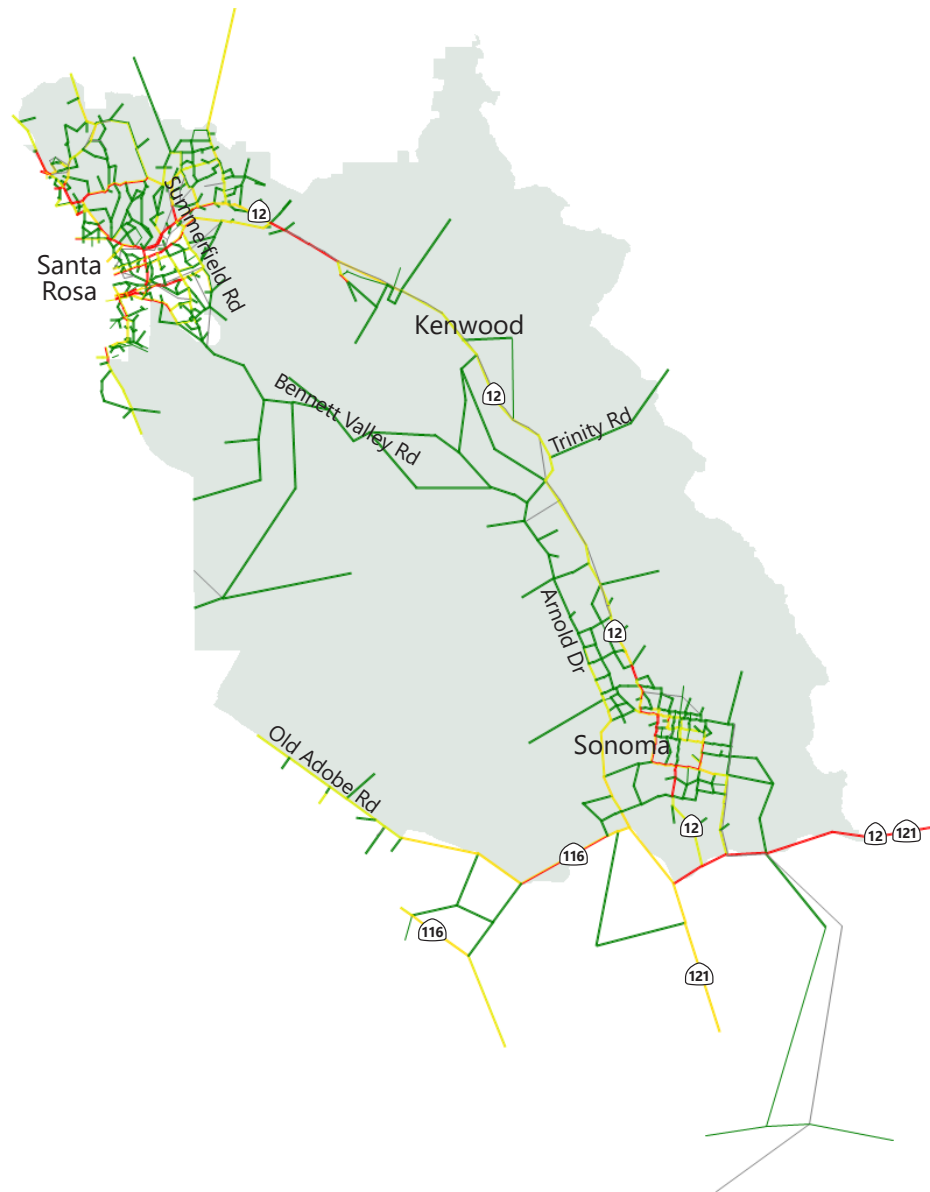 12
Summerfield Rd
Santa
Rosa
Kenwood
12
Bennett Valley Rd
Trinity Rd
Arnold Dr
12
Sonoma
Old Adobe Rd
12
12
121
116
116
121